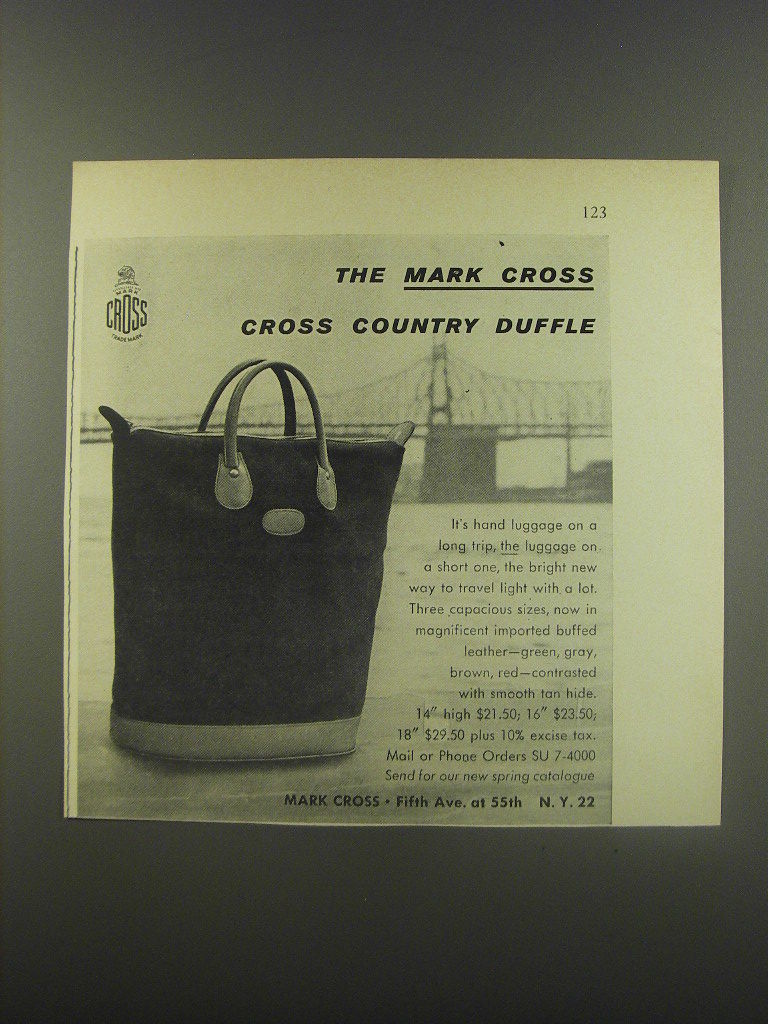 123
MARK
CROSS
TRADE MARK
THE MARK CROSS
CROSS COUNTRY DUFFLE
It's hand luggage on a
long trip, the luggage on
a short one, the bright new
way to travel light with a lot.
Three capacious sizes, now in
magnificent imported buffed
leather—green, gray,
brown, red—contrasted
with smooth tan hide.
14" high $21.50; 16" $23.50;
18" $29.50 plus 10% excise tax.
Mail or Phone Orders SU 7-4000
Send for our new spring catalogue
MARK CROSS • Fifth Ave. at 55th N. Y. 22